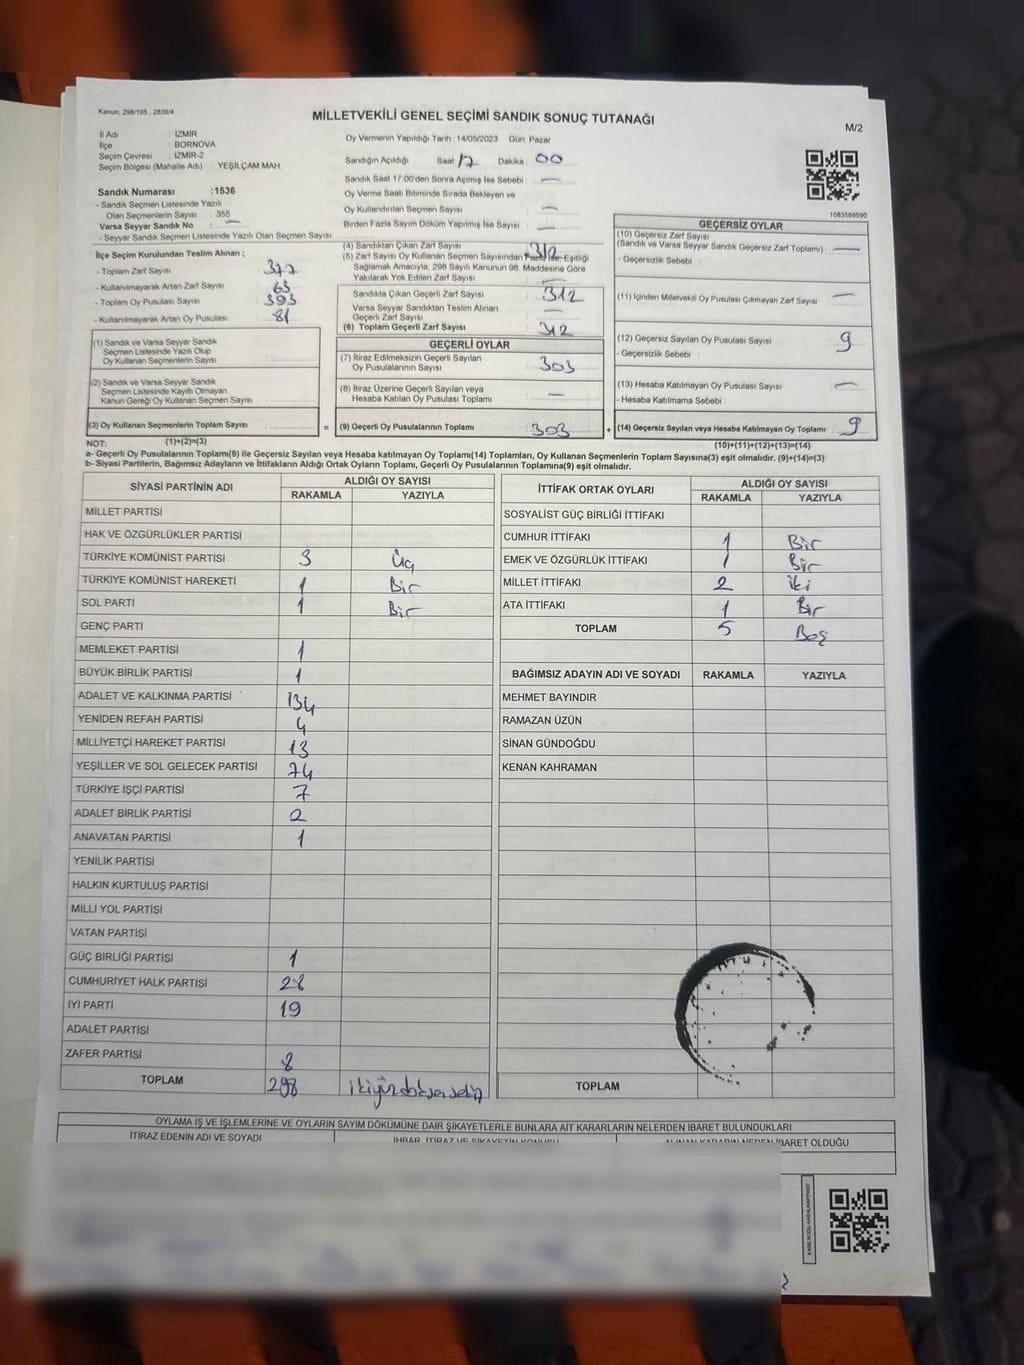 Kanun; 298/105 , 2839/4
MİLLETVEKİLİ GENEL SEÇİMİ SANDIK SONUÇ TUTANAĞI
M/2
İl Adı : İZMİR
İlçe : BORNOVA
Seçim Çevresi : İZMİR-2
Seçim Bölgesi (Mahalle Adı) : YEŞİLÇAM MAH.
Sandık Numarası :1536
- Sandık Seçmen Listesinde Yazılı
Olan Seçmenlerin Sayısı : 355
Varsa Seyyar Sandık No :
- Seyyar Sandık Seçmen Listesinde Yazılı Olan Seçmen Sayısı
Oy Vermenin Yapıldığı Tarih : 14/05/2023 Gün: Pazar
Sandığın Açıldığı Saat : 17 Dakika : 00
Sandık Saat 17:00'den Sonra Açımış İse Sebebi : —
Oy Verme Saati Bitiminde Sırada Bekleyen ve
Oy Kullandırılan Seçmen Sayısı : —
Birden Fazla Sayım Döküm Yapılmış İse Sayısı : —
1083589590
İlçe Seçim Kurulundan Teslim Alınan ;
- Toplam Zarf Sayısı : 377
- Kullanılmayarak Artan Zarf Sayısı : 63
- Toplam Oy Pusulası Sayısı : 393
- Kullanılmayarak Artan Oy Pusulası : 81
(1) Sandık ve Varsa Seyyar Sandık
Seçmen Listesinde Yazılı Olup
Oy Kullanan Seçmenlerin Sayısı :
(2) Sandık ve Varsa Seyyar Sandık
Seçmen Listesinde Kayıtlı Olmayan
Kanun Gereği Oy Kullanan Seçmen Sayısı :
(3) Oy Kullanan Seçmenlerin Toplam Sayısı : =
(4) Sandıktan Çıkan Zarf Sayısı : 312
(5) Zarf Sayısı Oy Kullanan Seçmen Sayısından Fazla İse, Eşitliği
Sağlamak Amacıyla, 298 Sayılı Kanunun 98. Maddesine Göre
Yakılarak Yok Edilen Zarf Sayısı : —
Sandıkta Çıkan Geçerli Zarf Sayısı : 312
Varsa Seyyar Sandıktan Teslim Alınan
Geçerli Zarf Sayısı : —
(6) Toplam Geçerli Zarf Sayısı : 312
GEÇERLİ OYLAR
(7) İtiraz Edilmeksizin Geçerli Sayılan
Oy Pusulalarının Sayısı : 303
(8) İtiraz Üzerine Geçerli Sayılan veya
Hesaba Katılan Oy Pusulası Toplamı : —
(9) Geçerli Oy Pusulalarının Toplamı : 303 +
GEÇERSİZ OYLAR
(10) Geçersiz Zarf Sayısı
(Sandık ve Varsa Seyyar Sandık Geçersiz Zarf Toplamı) : —
- Geçersizlik Sebebi :
(11) İçinden Milletvekili Oy Pusulası Çıkmayan Zarf Sayısı : —
(12) Geçersiz Sayılan Oy Pusulası Sayısı : 9
- Geçersizlik Sebebi :
(13) Hesaba Katılmayan Oy Pusulası Sayısı : —
- Hesaba Katılmama Sebebi :
(14) Geçersiz Sayılan veya Hesaba Katılmayan Oy Toplamı : 9
NOT: (1)+(2)=(3) (10)+(11)+(12)+(13)=(14)
a- Geçerli Oy Pusulalarının Toplamı(9) ile Geçersiz Sayılan veya Hesaba katılmayan Oy Toplamı(14) Toplamları, Oy Kullanan Seçmenlerin Toplam Sayısına(3) eşit olmalıdır. (9)+(14)=(3)
b- Siyasi Partilerin, Bağımsız Adayların ve İttifakların Aldığı Ortak Oyların Toplamı, Geçerli Oy Pusulalarının Toplamına(9) eşit olmalıdır.
SİYASİ PARTİNİN ADI ALDIĞI OY SAYISI
RAKAMLA YAZIYLA
MİLLET PARTİSİ
HAK VE ÖZGÜRLÜKLER PARTİSİ
TÜRKİYE KOMÜNİST PARTİSİ 3 Üç
TÜRKİYE KOMÜNİST HAREKETİ 1 Bir
SOL PARTİ 1 Bir
GENÇ PARTİ
MEMLEKET PARTİSİ 1
BÜYÜK BİRLİK PARTİSİ 1
ADALET VE KALKINMA PARTİSİ 134
YENİDEN REFAH PARTİSİ 4
MİLLİYETÇİ HAREKET PARTİSİ 13
YEŞİLLER VE SOL GELECEK PARTİSİ 74
TÜRKİYE İŞÇİ PARTİSİ 7
ADALET BİRLİK PARTİSİ 2
ANAVATAN PARTİSİ 1
YENİLİK PARTİSİ
HALKIN KURTULUŞ PARTİSİ
MİLLİ YOL PARTİSİ
VATAN PARTİSİ
GÜÇ BİRLİĞİ PARTİSİ 1
CUMHURİYET HALK PARTİSİ 28
İYİ PARTİ 19
ADALET PARTİSİ
ZAFER PARTİSİ 8
TOPLAM 298 ikiyüzdoksansekiz
İTTİFAK ORTAK OYLARI ALDIĞI OY SAYISI
RAKAMLA YAZIYLA
SOSYALİST GÜÇ BİRLİĞİ İTTİFAKI
CUMHUR İTTİFAKI 1 Bir
EMEK VE ÖZGÜRLÜK İTTİFAKI 1 Bir
MİLLET İTTİFAKI 2 iki
ATA İTTİFAKI 1 Bir
TOPLAM 5 Beş
BAĞIMSIZ ADAYIN ADI VE SOYADI RAKAMLA YAZIYLA
MEHMET BAYINDIR
RAMAZAN ÜZÜN
SİNAN GÜNDOĞDU
KENAN KAHRAMAN
TOPLAM
OYLAMA İŞ VE İŞLEMLERİNE VE OYLARIN SAYIM DÖKÜMÜNE DAİR ŞİKAYETLERLE BUNLARA AİT KARARLARIN NELERDEN İBARET BULUNDUKLARI
İTİRAZ EDENİN ADI VE SOYADI İHBAR, İTİRAZ VE ŞİKAYETİN KONUSU ALINAN KARARIN NEDEN İBARET OLDUĞU